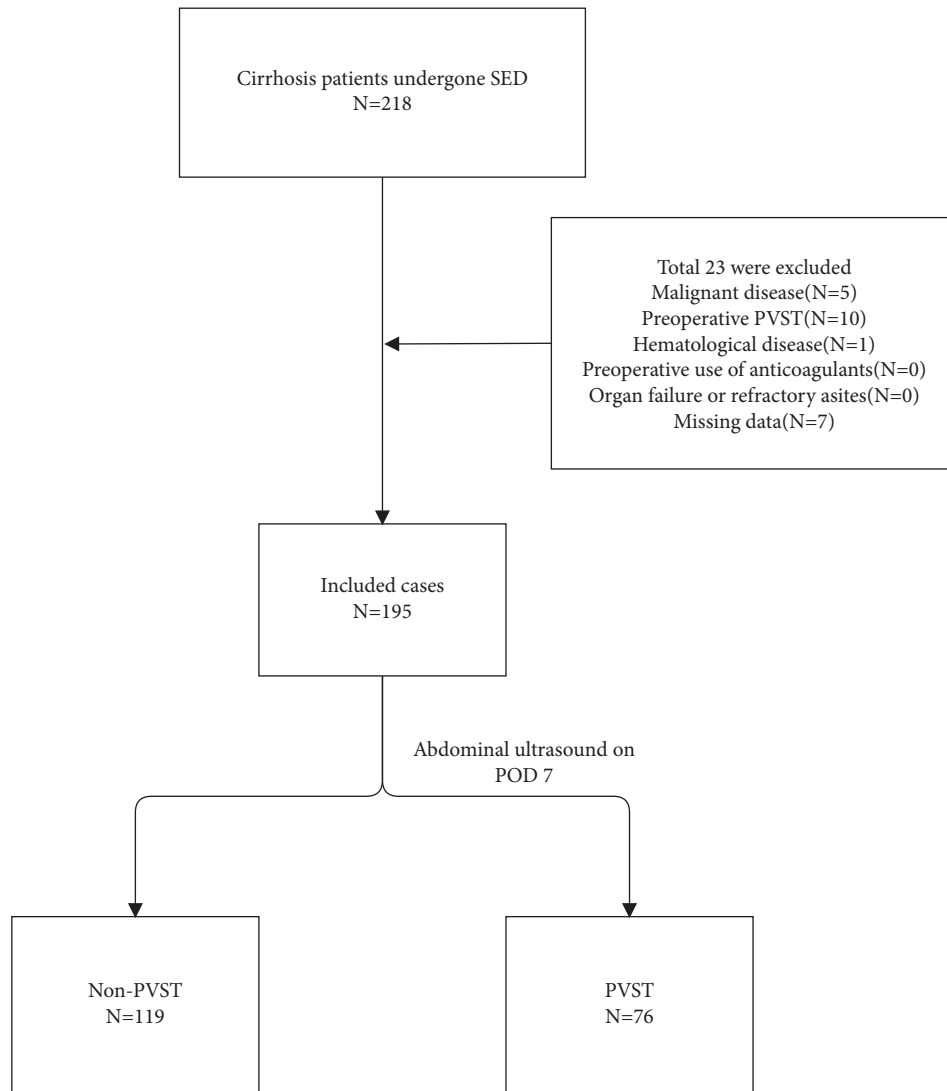 Cirrhosis patients undergone SED
N=218
Total 23 were excluded
Malignant disease(N=5)
Preoperative PVST(N=10)
Hematological disease(N=1)
Preoperative use of anticoagulants(N=0)
Organ failure or refractory asites(N=0)
Missing data(N=7)
Included cases
N=195
Abdominal ultrasound on
POD 7
Non-PVST
N=119
PVST
N=76